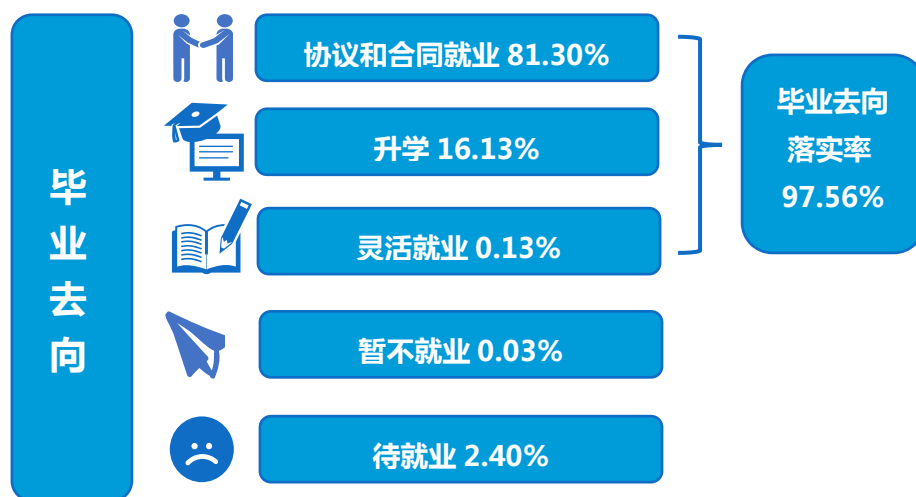 毕业去向
协议和合同就业 81.30%
升学 16.13%
灵活就业 0.13%
暂不就业 0.03%
待就业 2.40%
毕业去向
落实率
97.56%